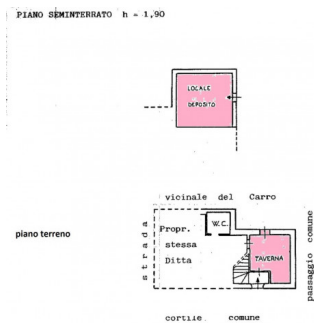 PIANO SEMINTERRATO h = 1,90
LOCALE
DEPOSITO
vicinale del Carro
strada
Propr.
stessa
Ditta
W.C.
TAVERNA
passaggio comune
piano terreno
cortile comune